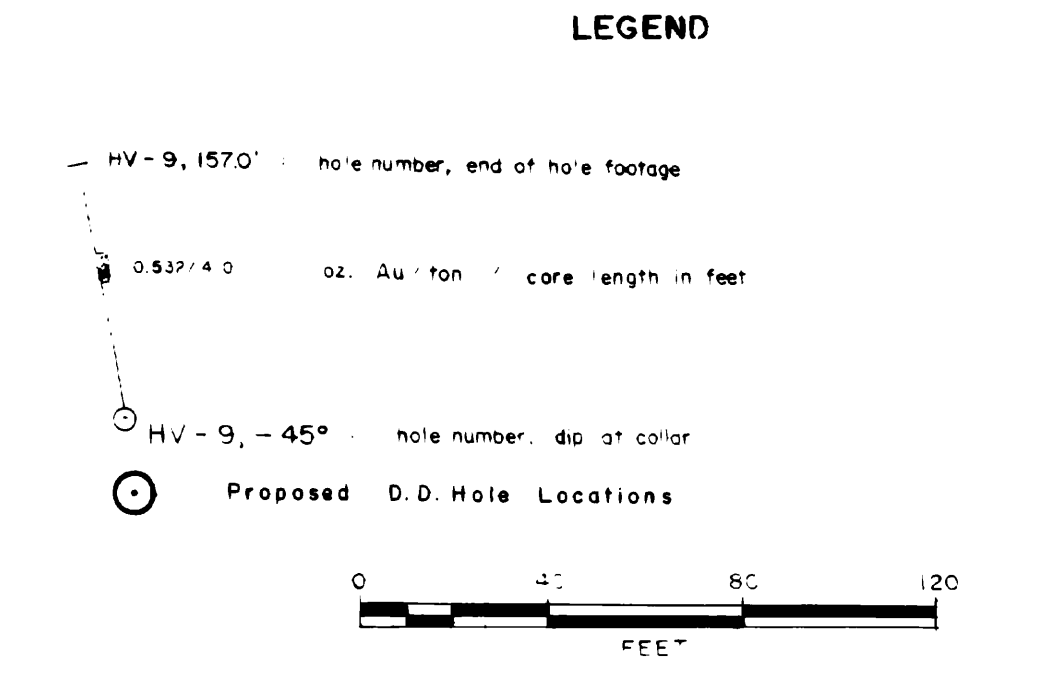 LEGEND
HV-9, 157.0' : hole number, end of hole footage
0.532/4.0 oz. Au/ton / core length in feet
HV-9, -45° : hole number, dip at collar
Proposed D.D. Hole Locations
0 40 80 120
FEET